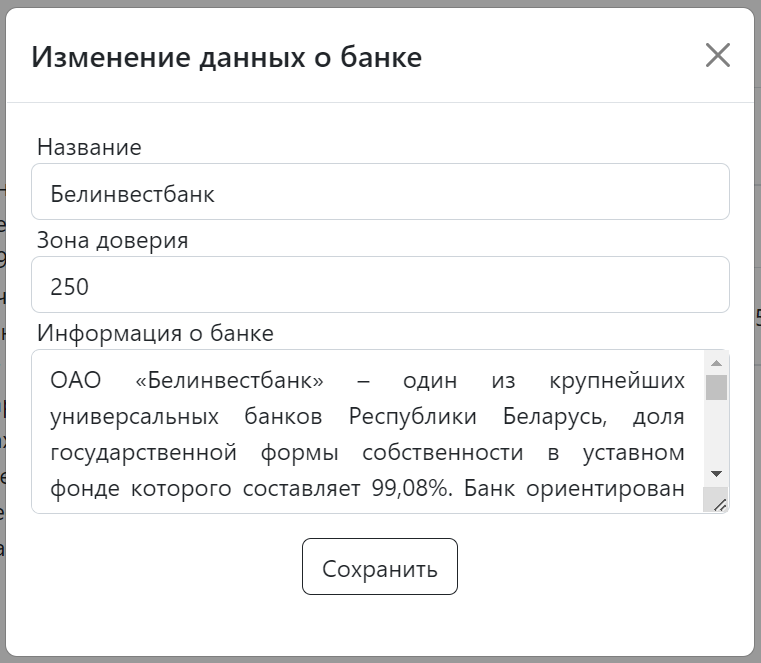 Изменение данных о банке
Название
Белинвестбанк
Зона доверия
250
Информация о банке
ОАО «Белинвестбанк» – один из крупнейших
универсальных банков Республики Беларусь, доля
государственной формы собственности в уставном
фонде которого составляет 99,08%. Банк ориентирован
Сохранить